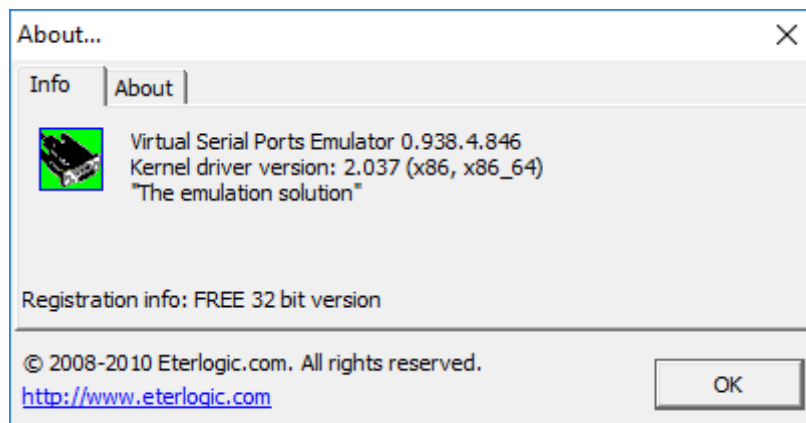 About...
Info
About
Virtual Serial Ports Emulator 0.938.4.846
Kernel driver version: 2.037 (x86, x86_64)
"The emulation solution"
Registration info: FREE 32 bit version
© 2008-2010 Eterlogic.com. All rights reserved.
http://www.eterlogic.com
OK